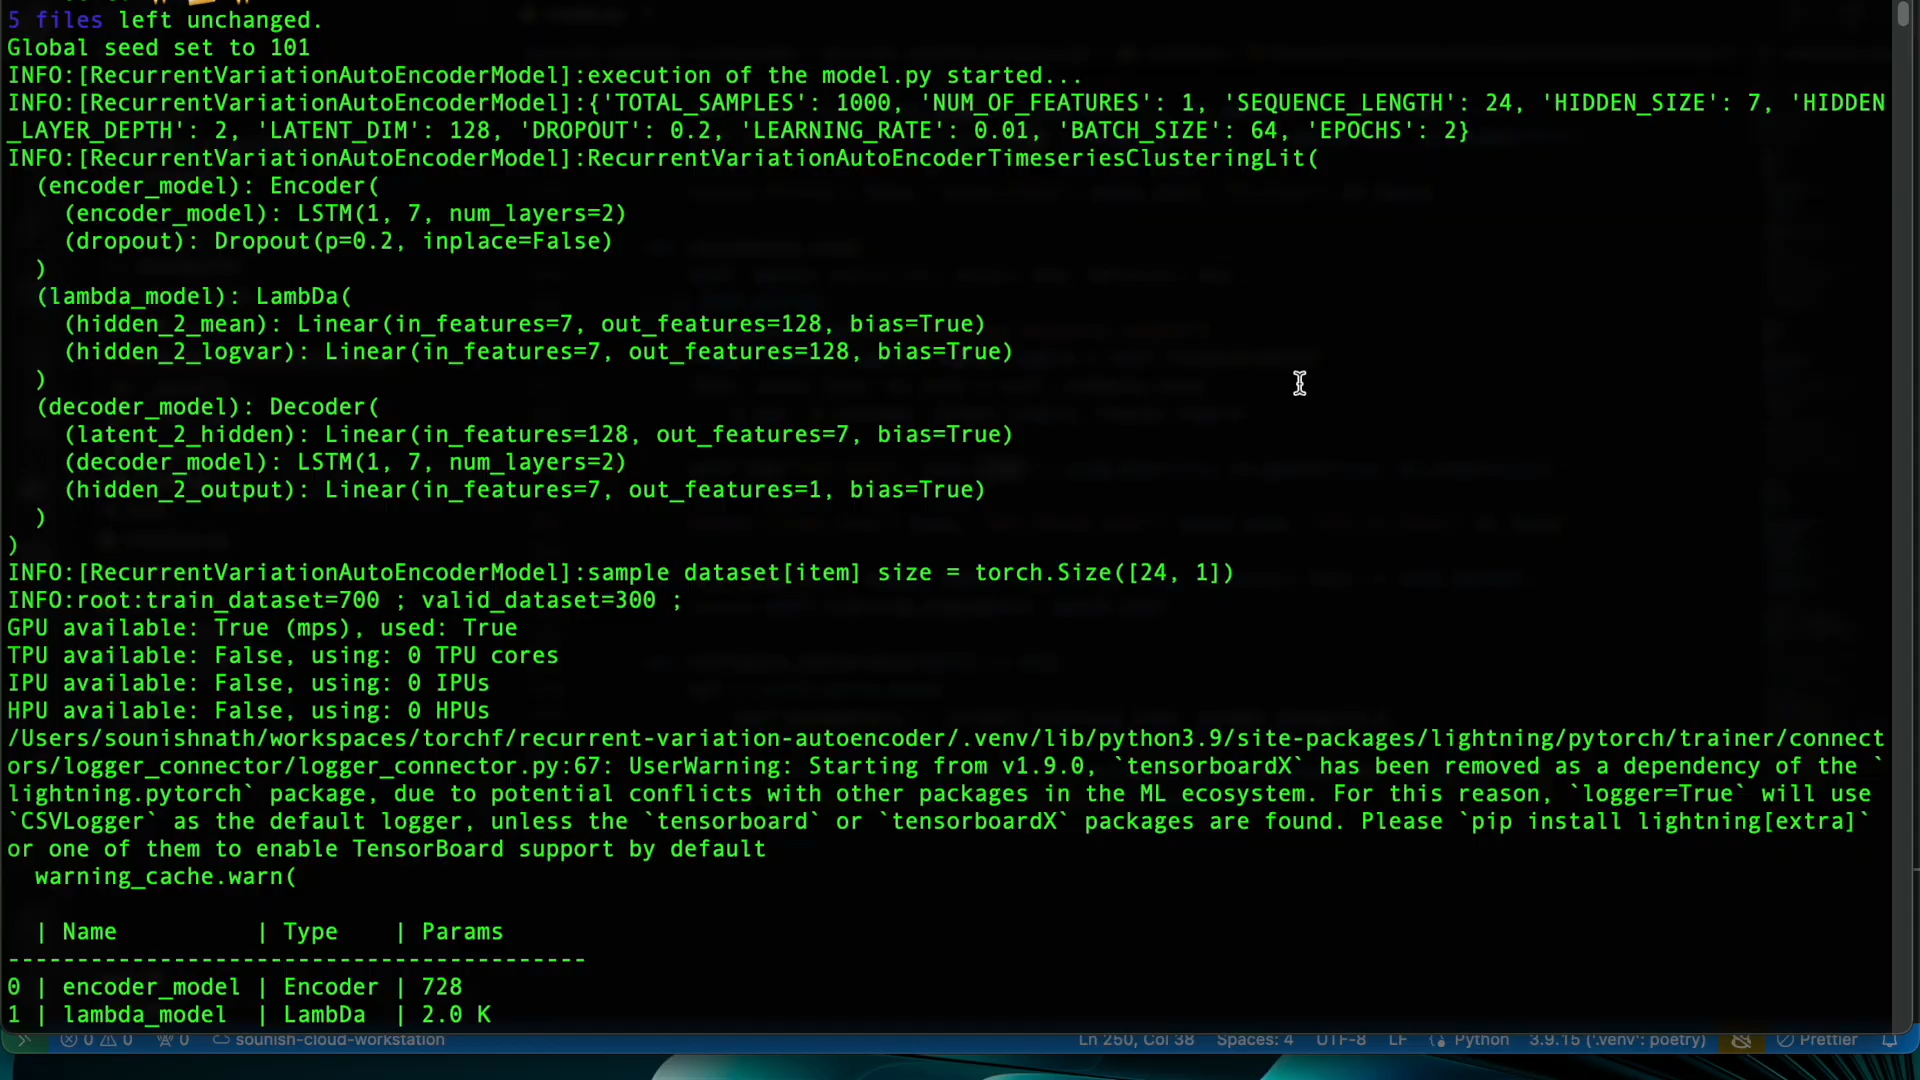 5 files left unchanged.
Global seed set to 101
INFO:[RecurrentVariationAutoEncoderModel]:execution of the model.py started...
INFO:[RecurrentVariationAutoEncoderModel]:{'TOTAL_SAMPLES': 1000, 'NUM_OF_FEATURES': 1, 'SEQUENCE_LENGTH': 24, 'HIDDEN_SIZE': 7, 'HIDDEN
_LAYER_DEPTH': 2, 'LATENT_DIM': 128, 'DROPOUT': 0.2, 'LEARNING_RATE': 0.01, 'BATCH_SIZE': 64, 'EPOCHS': 2}
INFO:[RecurrentVariationAutoEncoderModel]:RecurrentVariationAutoEncoderTimeseriesClusteringLit(
(encoder_model): Encoder(
(encoder_model): LSTM(1, 7, num_layers=2)
(dropout): Dropout(p=0.2, inplace=False)
)
(lambda_model): LambDa(
(hidden_2_mean): Linear(in_features=7, out_features=128, bias=True)
(hidden_2_logvar): Linear(in_features=7, out_features=128, bias=True)
)
(decoder_model): Decoder(
(latent_2_hidden): Linear(in_features=128, out_features=7, bias=True)
(decoder_model): LSTM(1, 7, num_layers=2)
(hidden_2_output): Linear(in_features=7, out_features=1, bias=True)
)
)
INFO:[RecurrentVariationAutoEncoderModel]:sample dataset[item] size = torch.Size([24, 1])
INFO:root:train_dataset=700 ; valid_dataset=300 ;
GPU available: True (mps), used: True
TPU available: False, using: 0 TPU cores
IPU available: False, using: 0 IPUs
HPU available: False, using: 0 HPUs
/Users/sounishnath/workspaces/torchf/recurrent-variation-autoencoder/.venv/lib/python3.9/site-packages/lightning/pytorch/trainer/connect
ors/logger_connector/logger_connector.py:67: UserWarning: Starting from v1.9.0, `tensorboardX` has been removed as a dependency of the `
lightning.pytorch` package, due to potential conflicts with other packages in the ML ecosystem. For this reason, `logger=True` will use
`CSVLogger` as the default logger, unless the `tensorboard` or `tensorboardX` packages are found. Please `pip install lightning[extra]`
or one of them to enable TensorBoard support by default
warning_cache.warn(
| Name | Type | Params
------------------------------------------
0 | encoder_model | Encoder | 728
1 | lambda_model | LambDa | 2.0 K
0 0 0 sounish-cloud-workstation Ln 250, Col 38 Spaces: 4 UTF-8 LF Python 3.9.15 ('.venv': poetry) Prettier